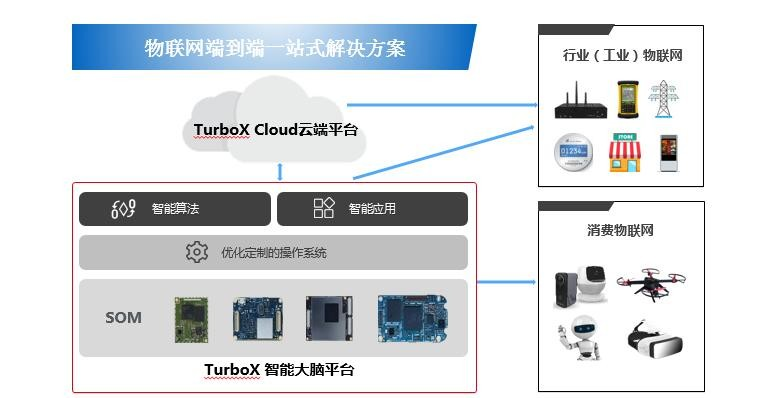 物联网端到端一站式解决方案
行业（工业）物联网
TurboX Cloud云端平台
STORE
01234
智能算法
智能应用
消费物联网
优化定制的操作系统
SOM
TurboX 智能大脑平台